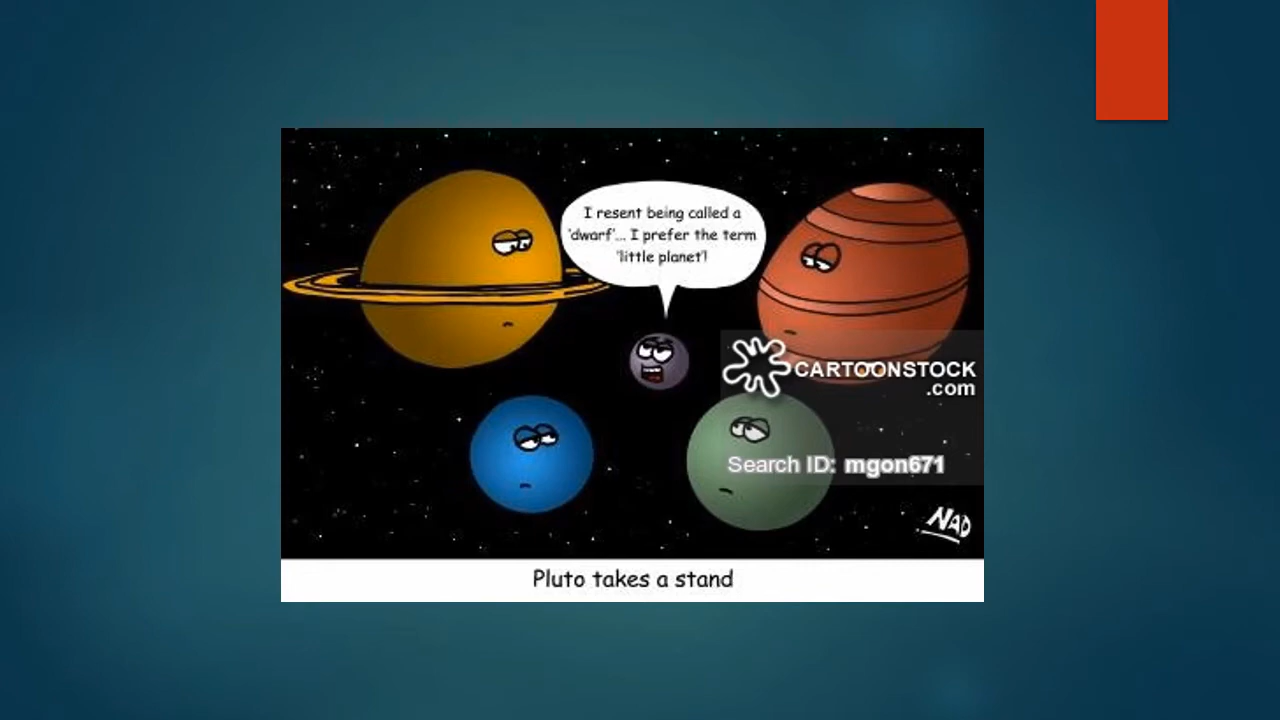 I resent being called a
'dwarf'... I prefer the term
'little planet'!
CARTOONSTOCK
.com
Search ID: mgon671
NAD
Pluto takes a stand